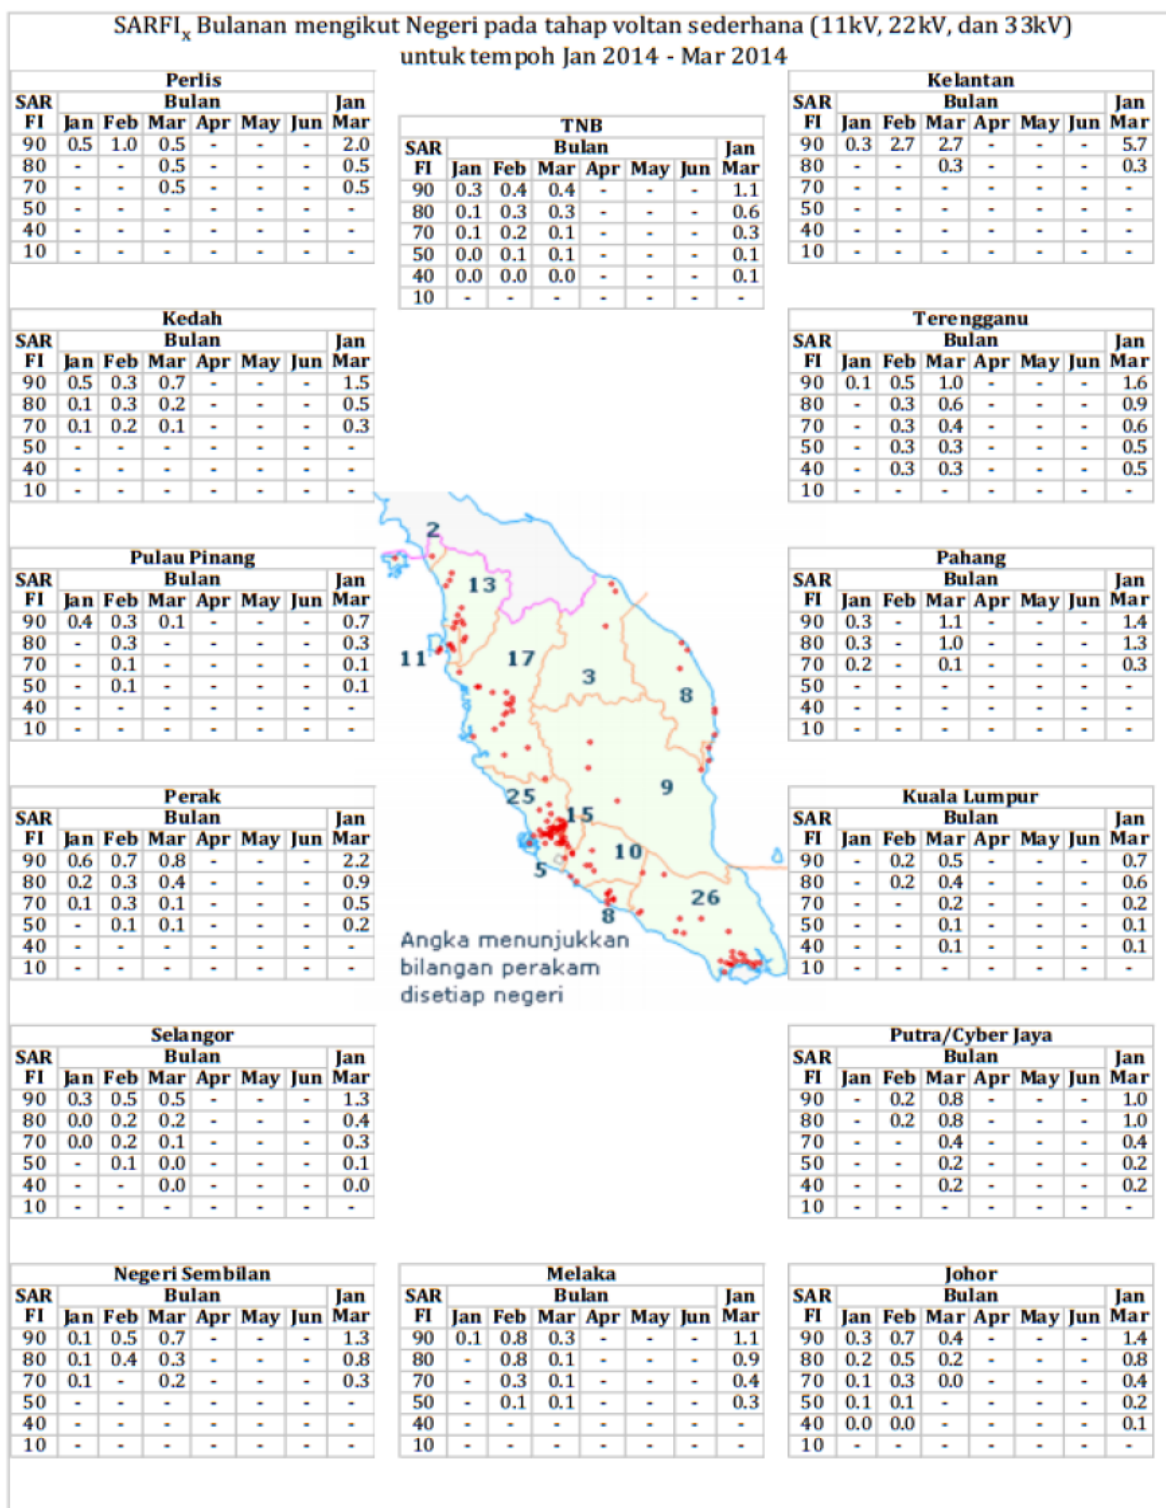 SARFIx Bulanan mengikut Negeri pada tahap voltan sederhana (11kV, 22kV, dan 33kV)
untuk tempoh Jan 2014 - Mar 2014
Perlis
SAR Bulan Jan
FI Jan Feb Mar Apr May Jun Mar
90 0.5 1.0 0.5 - - - 2.0
80 - - 0.5 - - - 0.5
70 - - 0.5 - - - 0.5
50 - - - - - - -
40 - - - - - - -
10 - - - - - - -
TNB
SAR Bulan Jan
FI Jan Feb Mar Apr May Jun Mar
90 0.3 0.4 0.4 - - - 1.1
80 0.1 0.3 0.3 - - - 0.6
70 0.1 0.2 0.1 - - - 0.3
50 0.0 0.1 0.1 - - - 0.1
40 0.0 0.0 0.0 - - - 0.1
10 - - - - - - -
Kelantan
SAR Bulan Jan
FI Jan Feb Mar Apr May Jun Mar
90 0.3 2.7 2.7 - - - 5.7
80 - - 0.3 - - - 0.3
70 - - - - - - -
50 - - - - - - -
40 - - - - - - -
10 - - - - - - -
Kedah
SAR Bulan Jan
FI Jan Feb Mar Apr May Jun Mar
90 0.5 0.3 0.7 - - - 1.5
80 0.1 0.3 0.2 - - - 0.5
70 0.1 0.2 0.1 - - - 0.3
50 - - - - - - -
40 - - - - - - -
10 - - - - - - -
Terengganu
SAR Bulan Jan
FI Jan Feb Mar Apr May Jun Mar
90 0.1 0.5 1.0 - - - 1.6
80 - 0.3 0.6 - - - 0.9
70 - 0.3 0.4 - - - 0.6
50 - 0.3 0.3 - - - 0.5
40 - 0.3 0.3 - - - 0.5
10 - - - - - - -
Pulau Pinang
SAR Bulan Jan
FI Jan Feb Mar Apr May Jun Mar
90 0.4 0.3 0.1 - - - 0.7
80 - 0.3 - - - - 0.3
70 - 0.1 - - - - 0.1
50 - 0.1 - - - - 0.1
40 - - - - - - -
10 - - - - - - -
2
13
11
17
3
8
9
25
15
10
5
26
8
Angka menunjukkan
bilangan perakam
disetiap negeri
Pahang
SAR Bulan Jan
FI Jan Feb Mar Apr May Jun Mar
90 0.3 - 1.1 - - - 1.4
80 0.3 - 1.0 - - - 1.3
70 0.2 - 0.1 - - - 0.3
50 - - - - - - -
40 - - - - - - -
10 - - - - - - -
Perak
SAR Bulan Jan
FI Jan Feb Mar Apr May Jun Mar
90 0.6 0.7 0.8 - - - 2.2
80 0.2 0.3 0.4 - - - 0.9
70 0.1 0.3 0.1 - - - 0.5
50 - 0.1 0.1 - - - 0.2
40 - - - - - - -
10 - - - - - - -
Kuala Lumpur
SAR Bulan Jan
FI Jan Feb Mar Apr May Jun Mar
90 - 0.2 0.5 - - - 0.7
80 - 0.2 0.4 - - - 0.6
70 - - 0.2 - - - 0.2
50 - - 0.1 - - - 0.1
40 - - 0.1 - - - 0.1
10 - - - - - - -
Selangor
SAR Bulan Jan
FI Jan Feb Mar Apr May Jun Mar
90 0.3 0.5 0.5 - - - 1.3
80 0.0 0.2 0.2 - - - 0.4
70 0.0 0.2 0.1 - - - 0.3
50 - 0.1 0.0 - - - 0.1
40 - - 0.0 - - - 0.0
10 - - - - - - -
Putra/Cyber Jaya
SAR Bulan Jan
FI Jan Feb Mar Apr May Jun Mar
90 - 0.2 0.8 - - - 1.0
80 - 0.2 0.8 - - - 1.0
70 - - 0.4 - - - 0.4
50 - - 0.2 - - - 0.2
40 - - 0.2 - - - 0.2
10 - - - - - - -
Negeri Sembilan
SAR Bulan Jan
FI Jan Feb Mar Apr May Jun Mar
90 0.1 0.5 0.7 - - - 1.3
80 0.1 0.4 0.3 - - - 0.8
70 0.1 - 0.2 - - - 0.3
50 - - - - - - -
40 - - - - - - -
10 - - - - - - -
Melaka
SAR Bulan Jan
FI Jan Feb Mar Apr May Jun Mar
90 0.1 0.8 0.3 - - - 1.1
80 - 0.8 0.1 - - - 0.9
70 - 0.3 0.1 - - - 0.4
50 - 0.1 0.1 - - - 0.3
40 - - - - - - -
10 - - - - - - -
Johor
SAR Bulan Jan
FI Jan Feb Mar Apr May Jun Mar
90 0.3 0.7 0.4 - - - 1.4
80 0.2 0.5 0.2 - - - 0.8
70 0.1 0.3 0.0 - - - 0.4
50 0.1 0.1 - - - - 0.2
40 0.0 0.0 - - - - 0.1
10 - - - - - - -